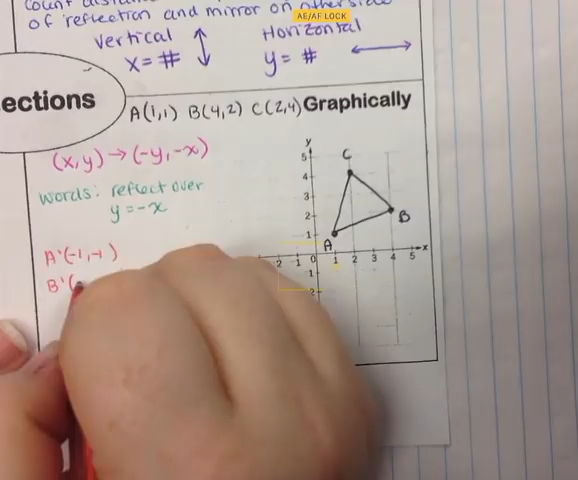 count dista
of reflection and mirror on other side
AE/AF LOCK
vertical
x = #
Horizontal
y = #
ections
A(1,1) B(4,2) C(2,4) Graphically
(x,y) → (-y,-x)
words: reflect over
y = -x
A'(-1,-1)
B'(
y
5
4
3
2
1
C
B
A
2 1 0 1 2 3 4 5 x
1
2